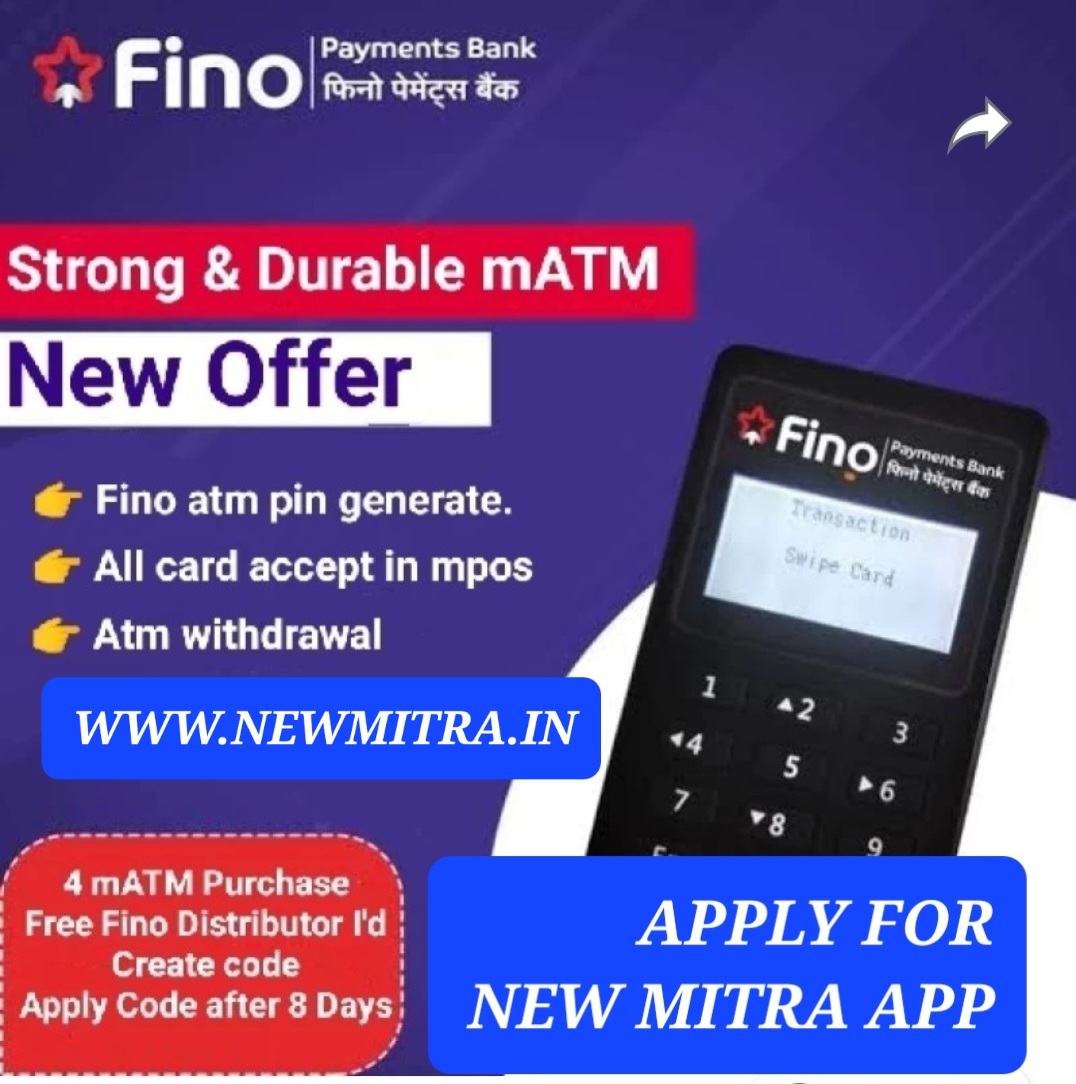 Fino
Payments Bank
फिनो पेमेंट्स बैंक
Strong & Durable mATM
New Offer
Fino atm pin generate.
All card accept in mpos
Atm withdrawal
WWW.NEWMITRA.IN
Fino
Payments Bank
फिनो पेमेंट्स बैंक
Transaction
Swipe Card
1 2 3
4 5 6
7 8 9
4 mATM Purchase
Free Fino Distributor I'd
Create code
Apply Code after 8 Days
APPLY FOR
NEW MITRA APP